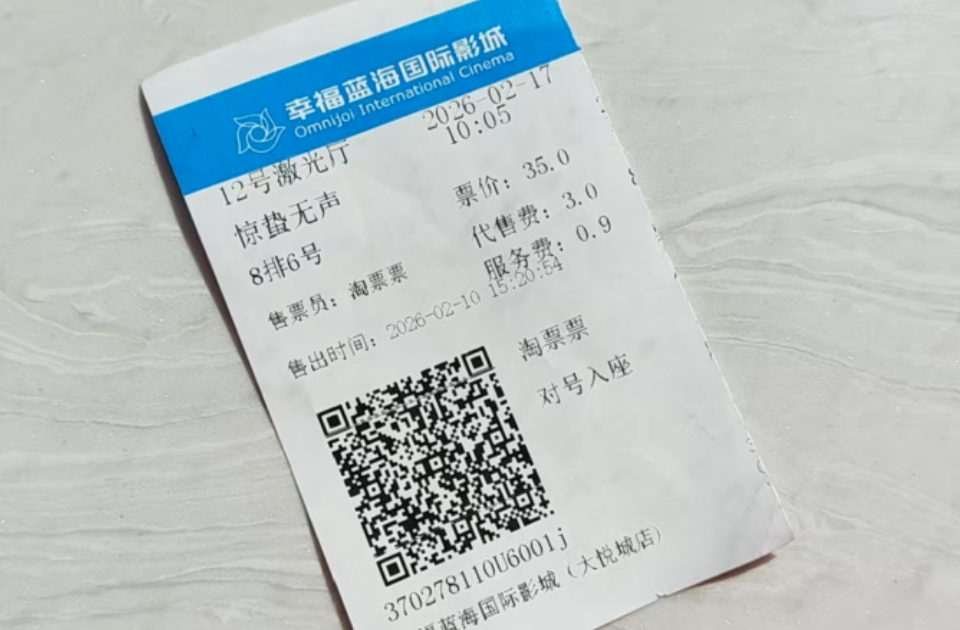 幸福蓝海国际影城
Omnijoi International Cinema
2026-02-17
12号激光厅 10:05
惊蛰无声 票价：35.0
8排6号 代售费：3.0
售票员：淘票票 服务费：0.9
售出时间：2026-02-10 15:20:54
淘票票
对号入座
370278110U6001j
福蓝海国际影城（大悦城店）